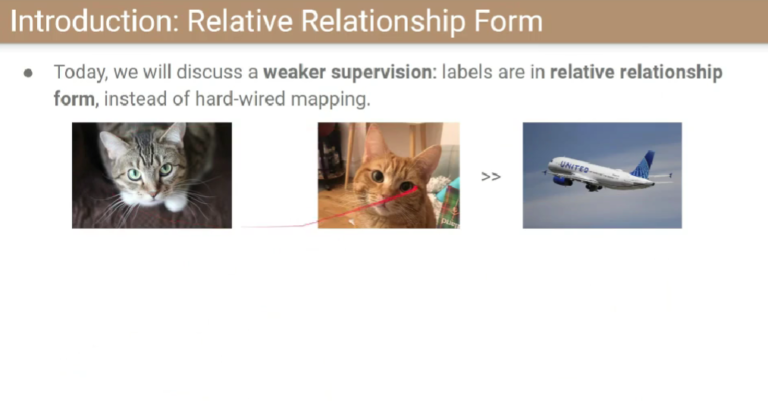 Introduction: Relative Relationship Form
● Today, we will discuss a weaker supervision: labels are in relative relationship
form, instead of hard-wired mapping.
>>
UNITED